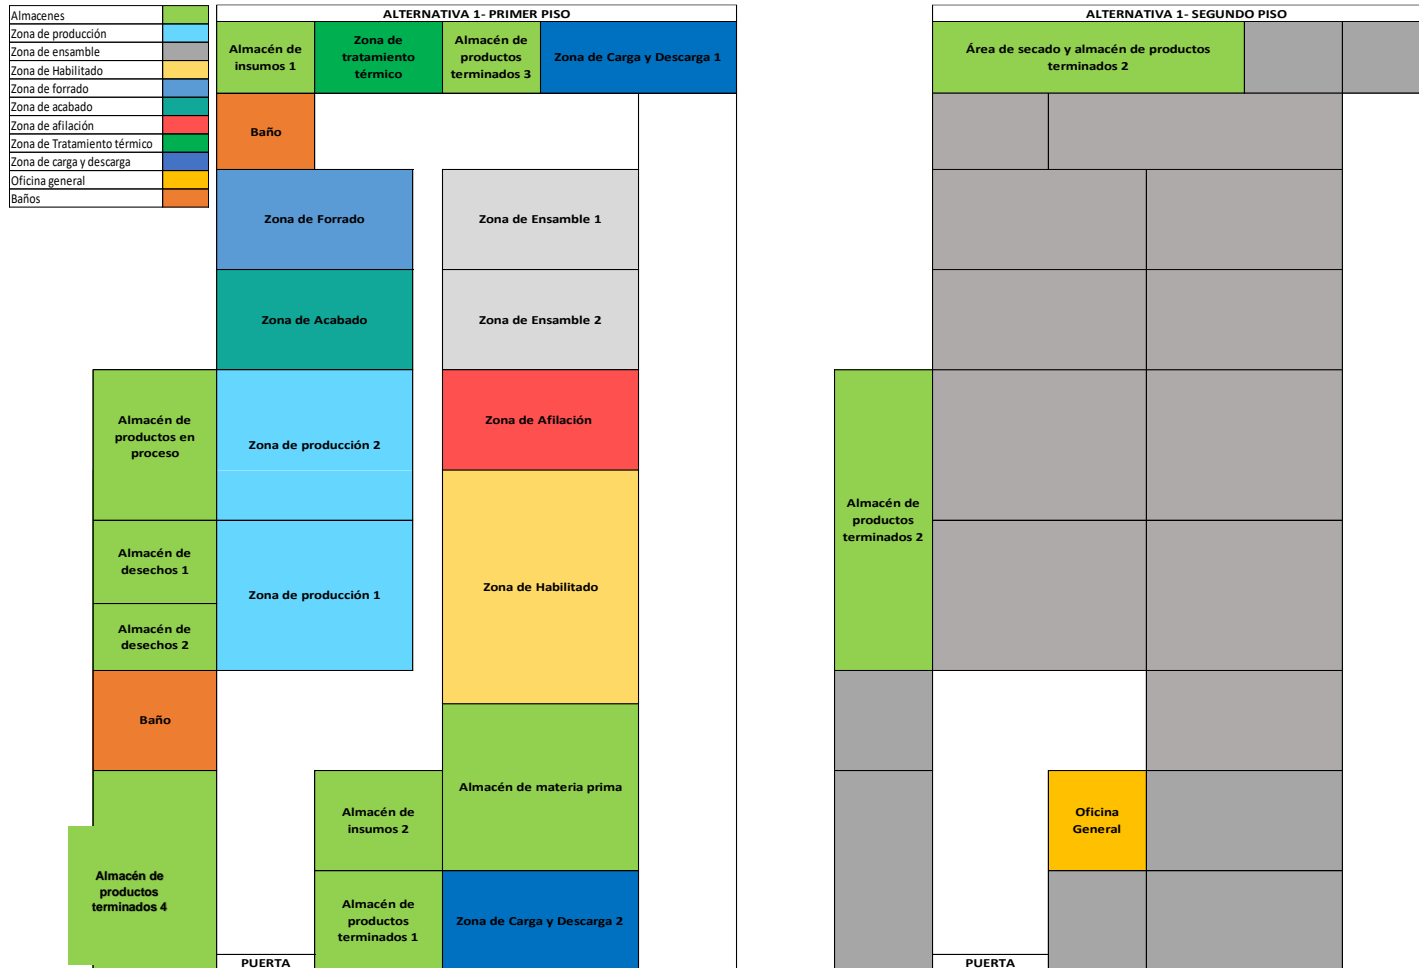 Almacenes
Zona de producción
Zona de ensamble
Zona de Habilitado
Zona de forrado
Zona de acabado
Zona de afilación
Zona de Tratamiento térmico
Zona de carga y descarga
Oficina general
Baños
ALTERNATIVA 1- PRIMER PISO
Almacén de
insumos 1
Zona de
tratamiento
térmico
Almacén de
productos
terminados 3
Zona de Carga y Descarga 1
Baño
Zona de Forrado
Zona de Ensamble 1
Zona de Acabado
Zona de Ensamble 2
Almacén de
productos en
proceso
Zona de producción 2
Zona de Afilación
Almacén de
desechos 1
Zona de producción 1
Zona de Habilitado
Almacén de
desechos 2
Baño
Almacén de materia prima
Almacén de
insumos 2
Almacén de
productos
terminados 4
Almacén de
productos
terminados 1
Zona de Carga y Descarga 2
PUERTA
ALTERNATIVA 1- SEGUNDO PISO
Área de secado y almacén de productos
terminados 2
Almacén de
productos
terminados 2
Oficina
General
PUERTA